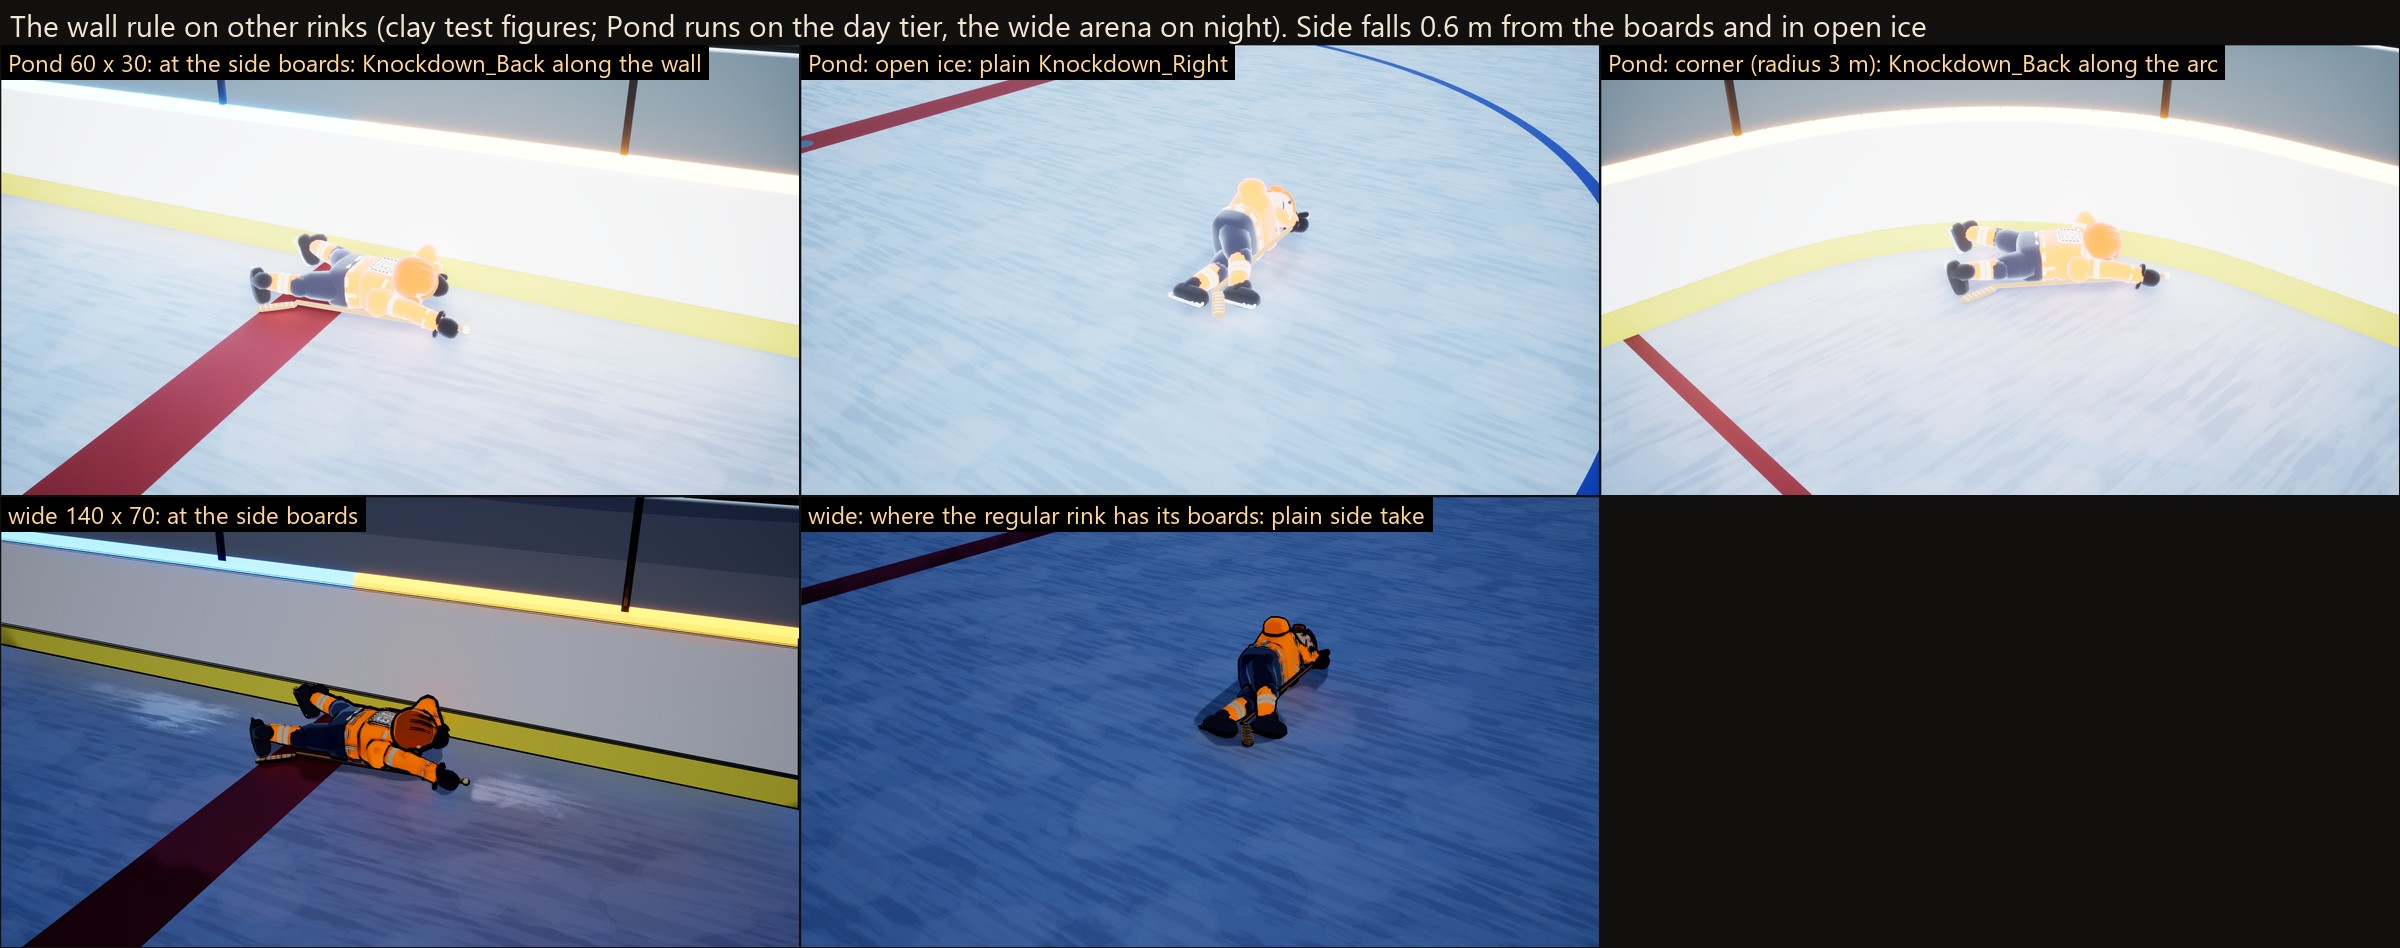 The wall rule on other rinks (clay test figures; Pond runs on the day tier, the wide arena on night). Side falls 0.6 m from the boards and in open ice
Pond 60 x 30: at the side boards: Knockdown_Back along the wall
Pond: open ice: plain Knockdown_Right
Pond: corner (radius 3 m): Knockdown_Back along the arc
wide 140 x 70: at the side boards
wide: where the regular rink has its boards: plain side take